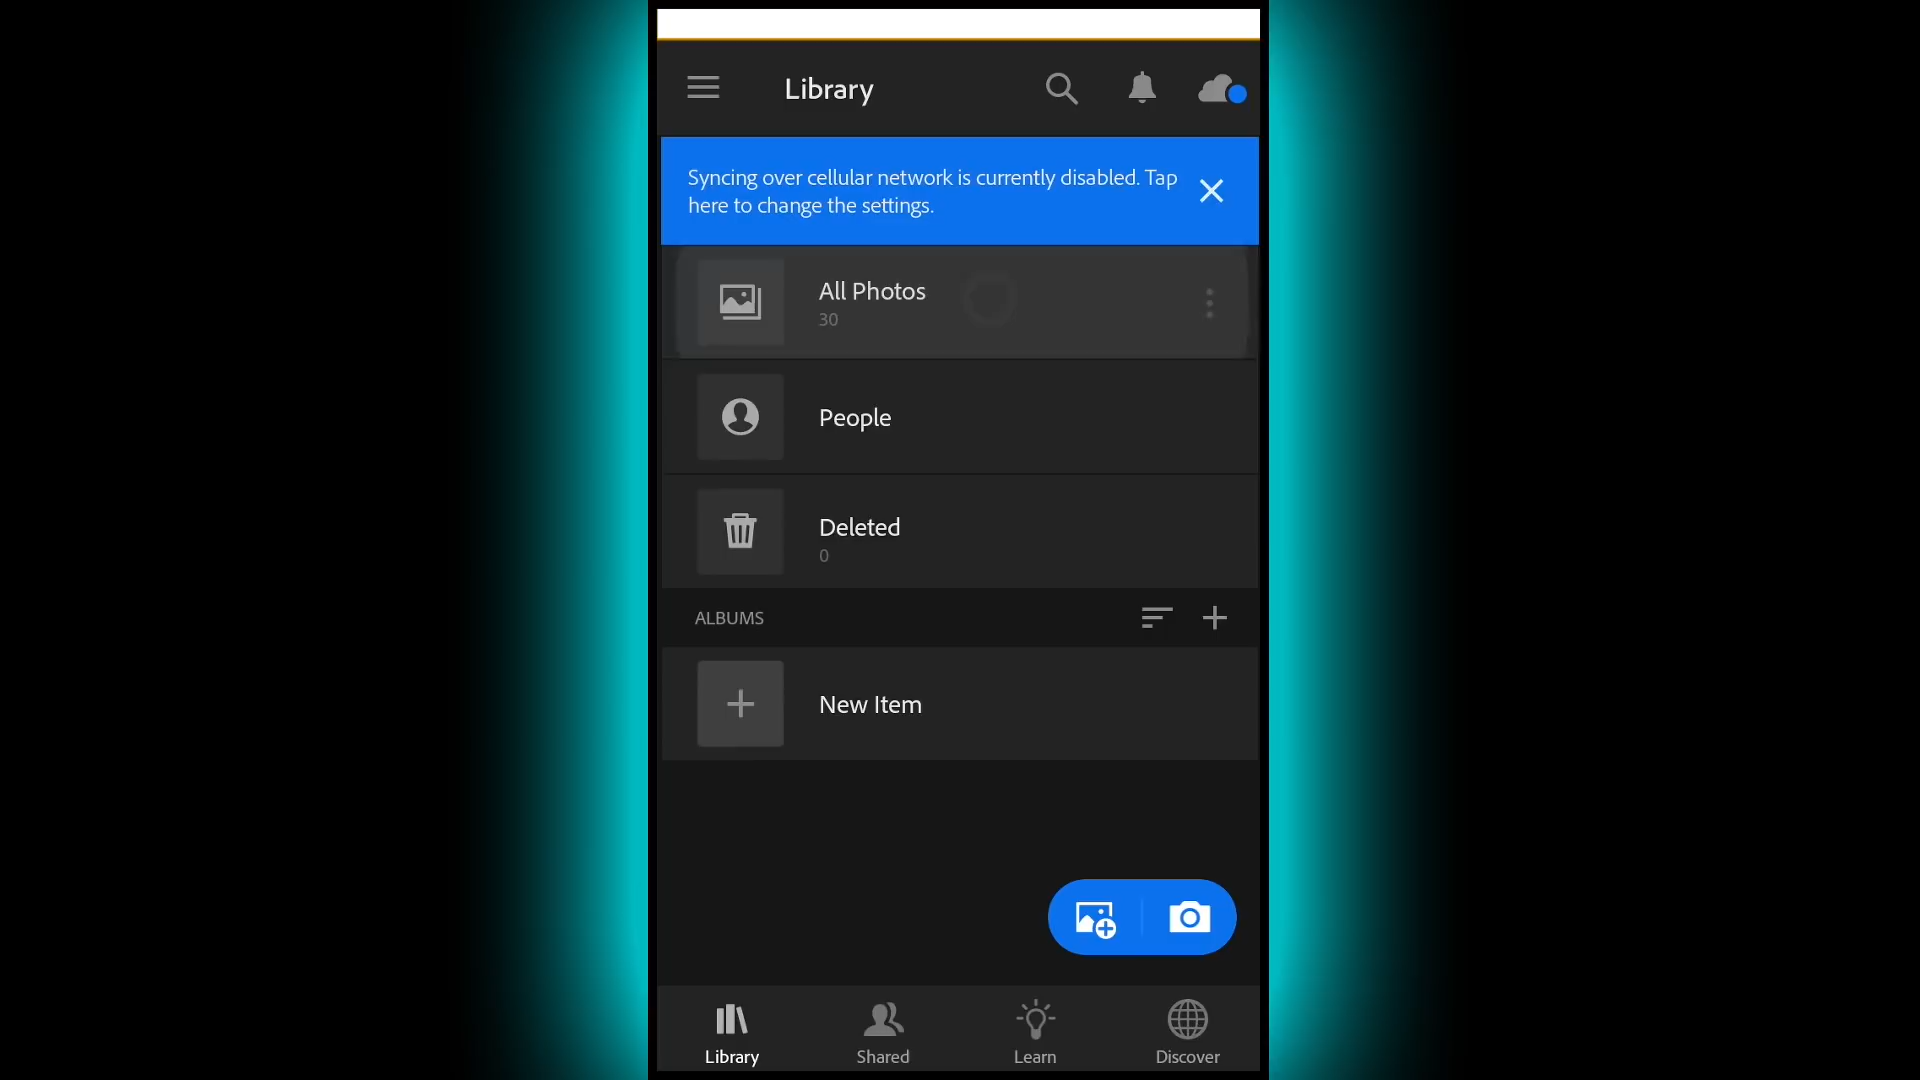 Library
Syncing over cellular network is currently disabled. Tap
here to change the settings.
All Photos
30
People
Deleted
0
ALBUMS
New Item
Library
Shared
Learn
Discover